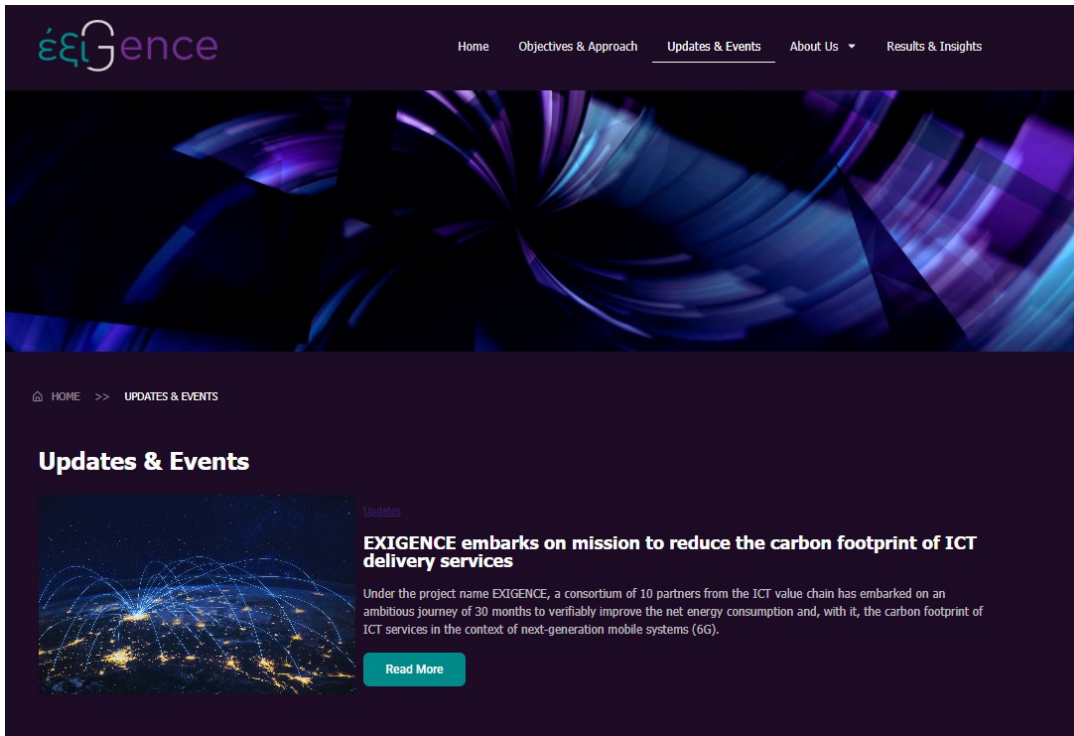 έξιGence
Home Objectives & Approach Updates & Events About Us Results & Insights
HOME >> UPDATES & EVENTS
Updates & Events
Updates
EXIGENCE embarks on mission to reduce the carbon footprint of ICT
delivery services
Under the project name EXIGENCE, a consortium of 10 partners from the ICT value chain has embarked on an
ambitious journey of 30 months to verifiably improve the net energy consumption and, with it, the carbon footprint of
ICT services in the context of next-generation mobile systems (6G).
Read More